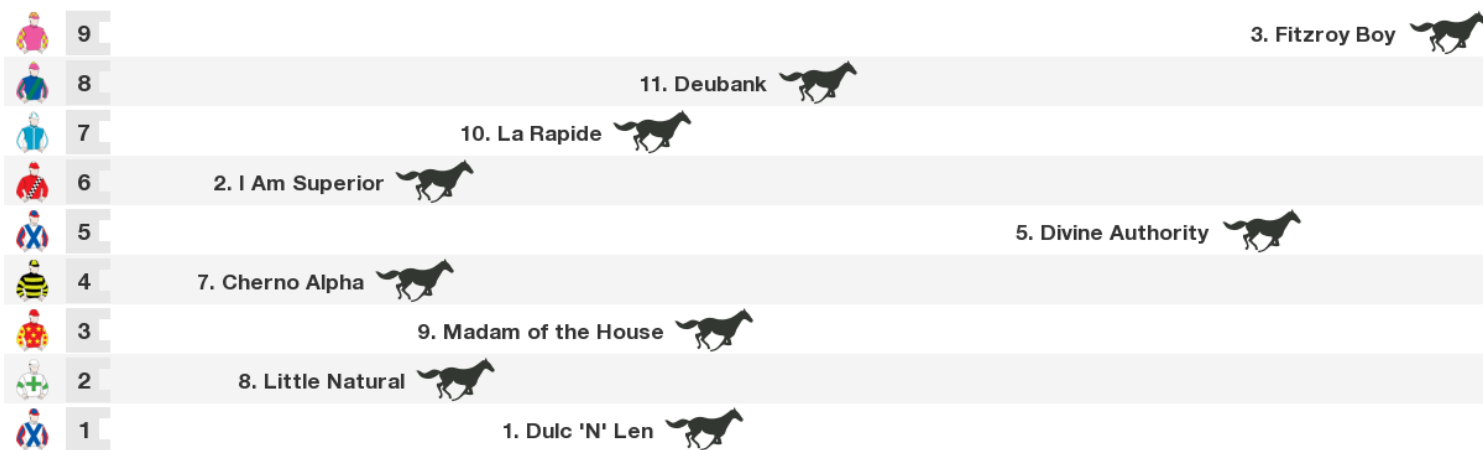 9 3. Fitzroy Boy
8 11. Deubank
7 10. La Rapide
6 2. I Am Superior
5 5. Divine Authority
4 7. Cherno Alpha
3 9. Madam of the House
2 8. Little Natural
1 1. Dulc 'N' Len